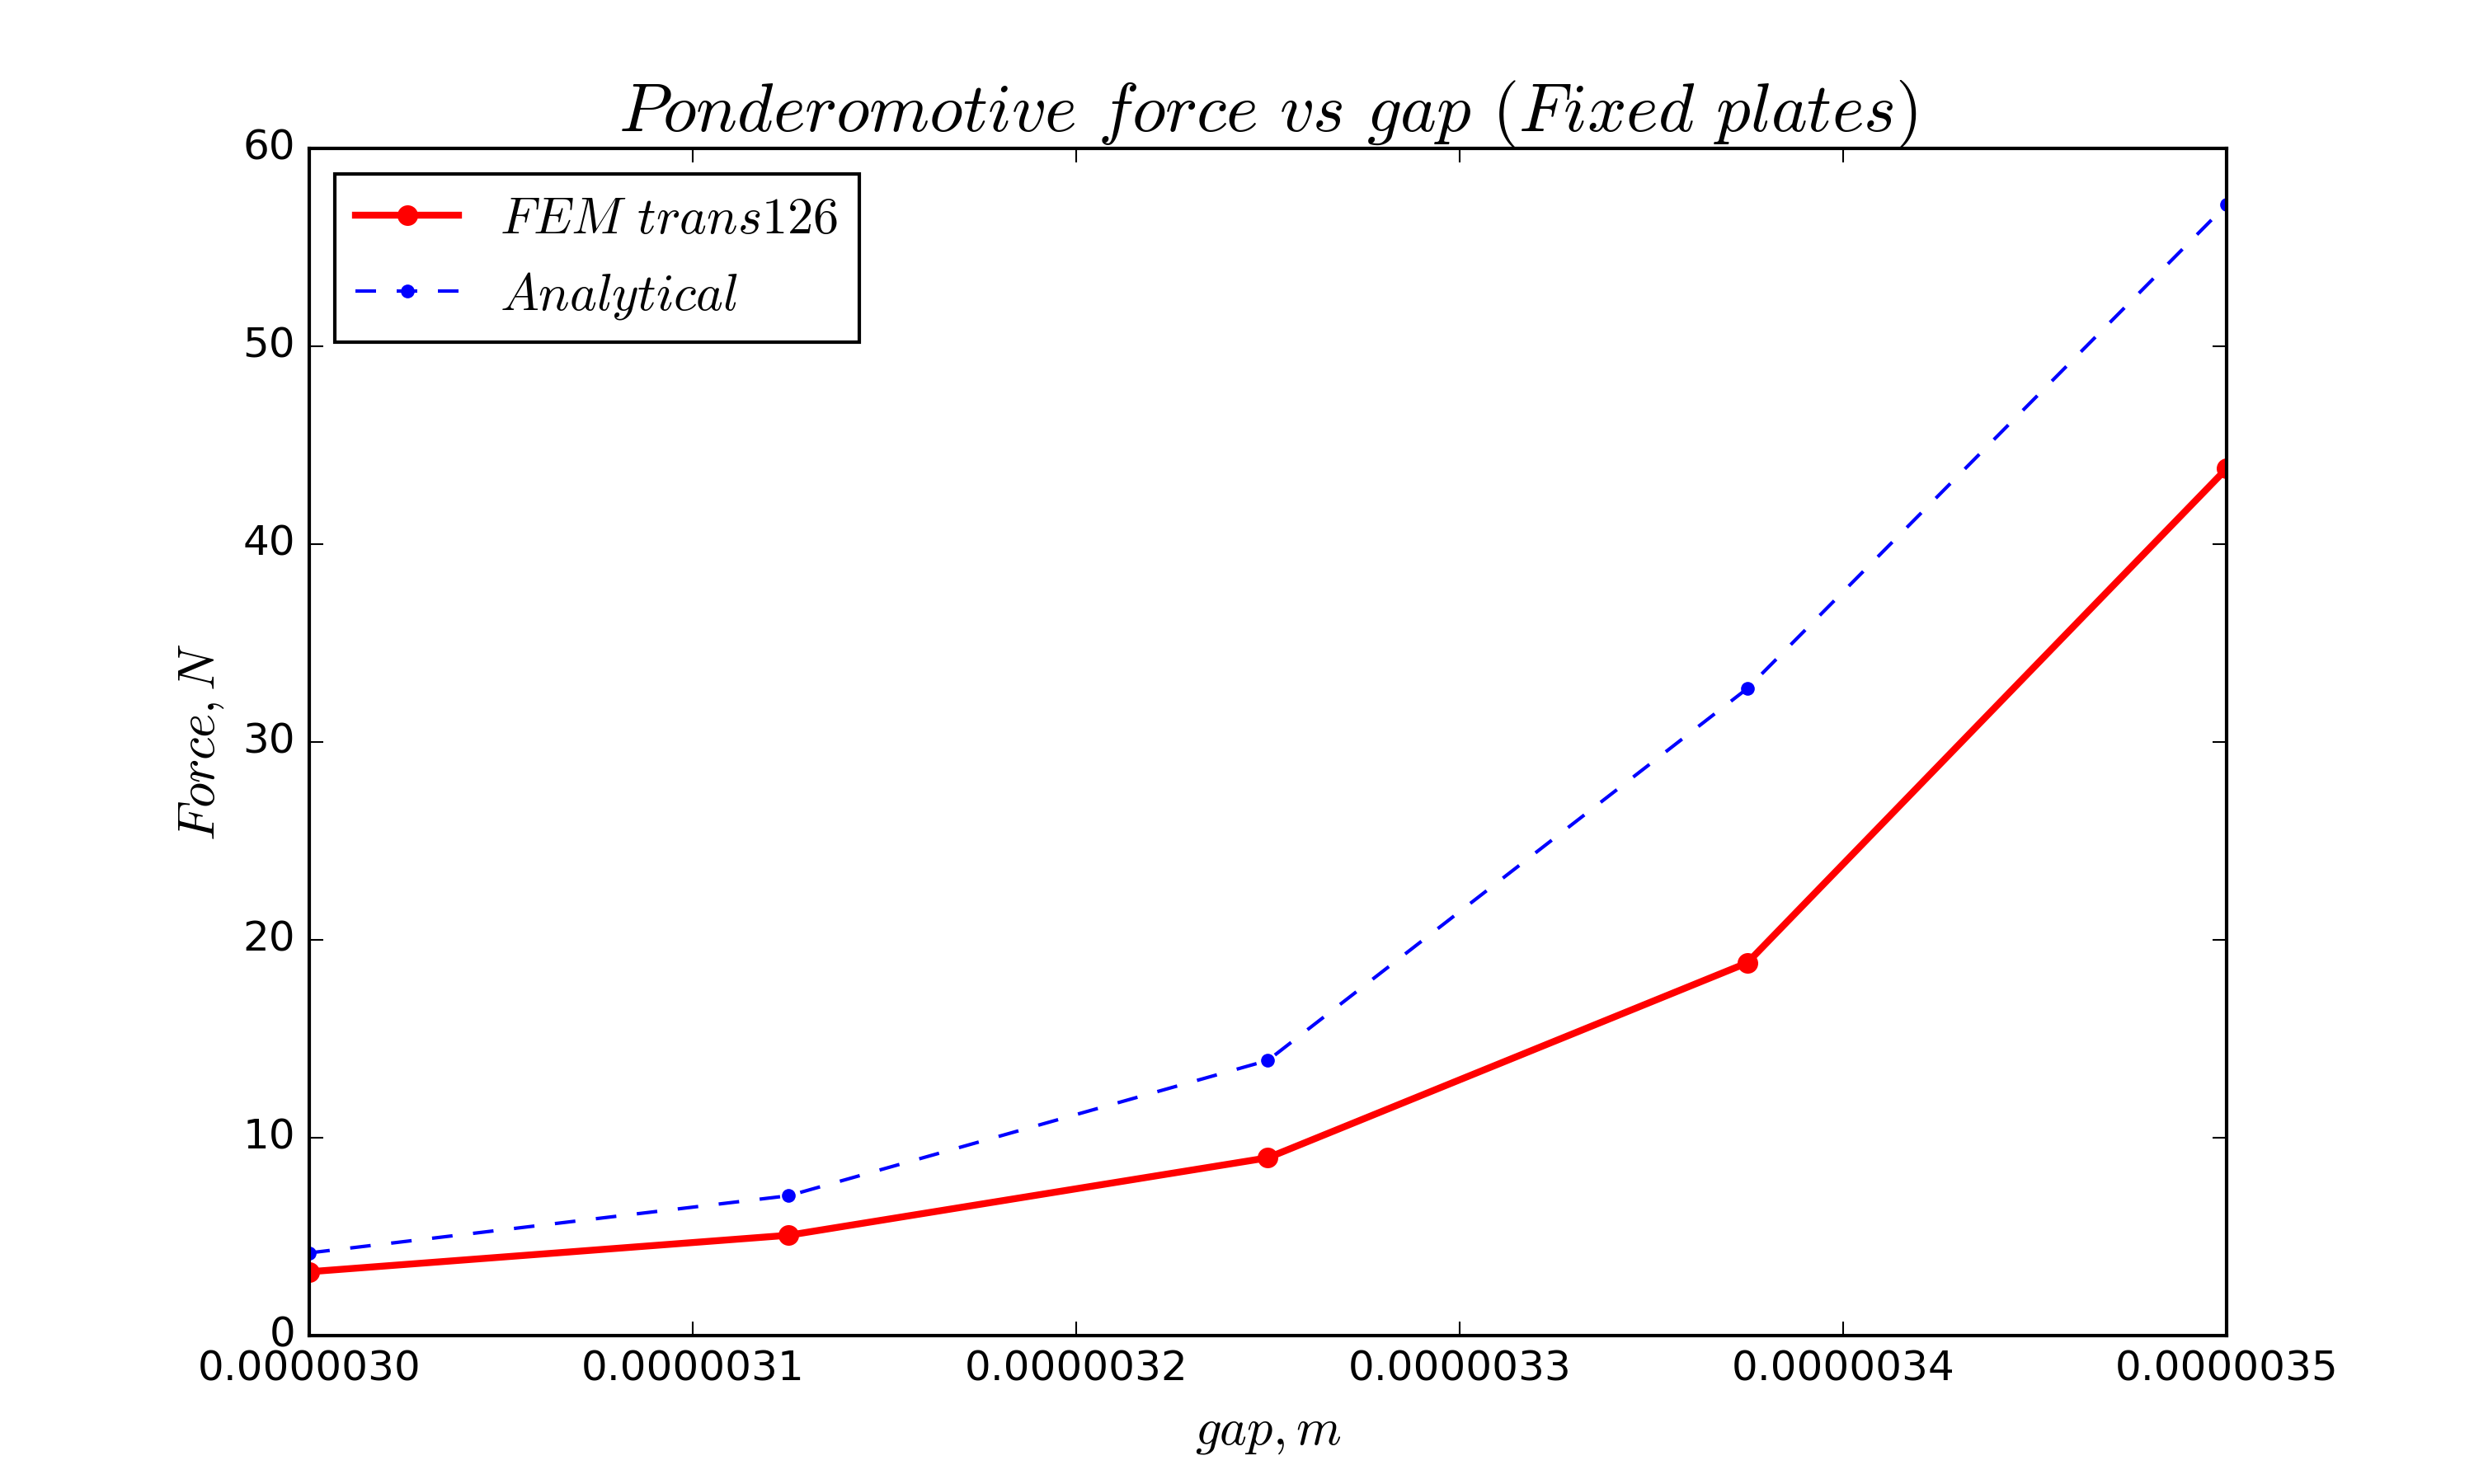 Ponderomotive force vs gap (Fixed plates)
60
FEM trans126
Analytical
50
40
30
20
10
0
Force, N
0.0000030 0.0000031 0.0000032 0.0000033 0.0000034 0.0000035
gap, m